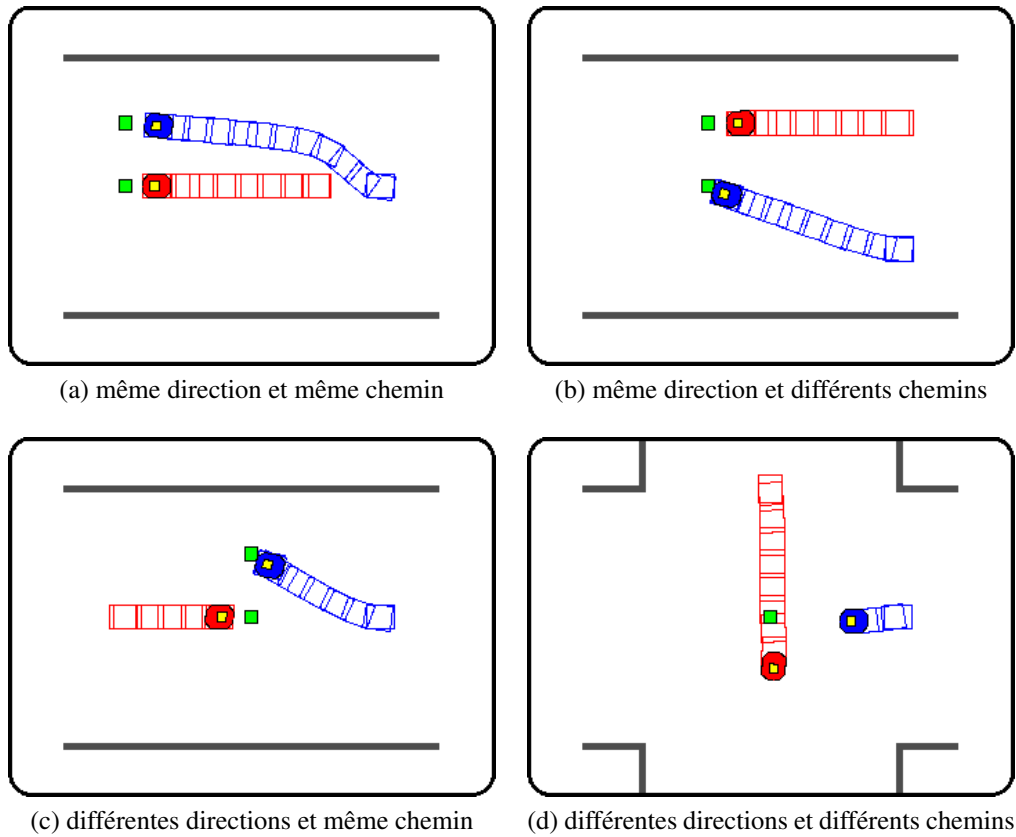 (a) même direction et même chemin
(b) même direction et différents chemins
(c) différentes directions et même chemin
(d) différentes directions et différents chemins